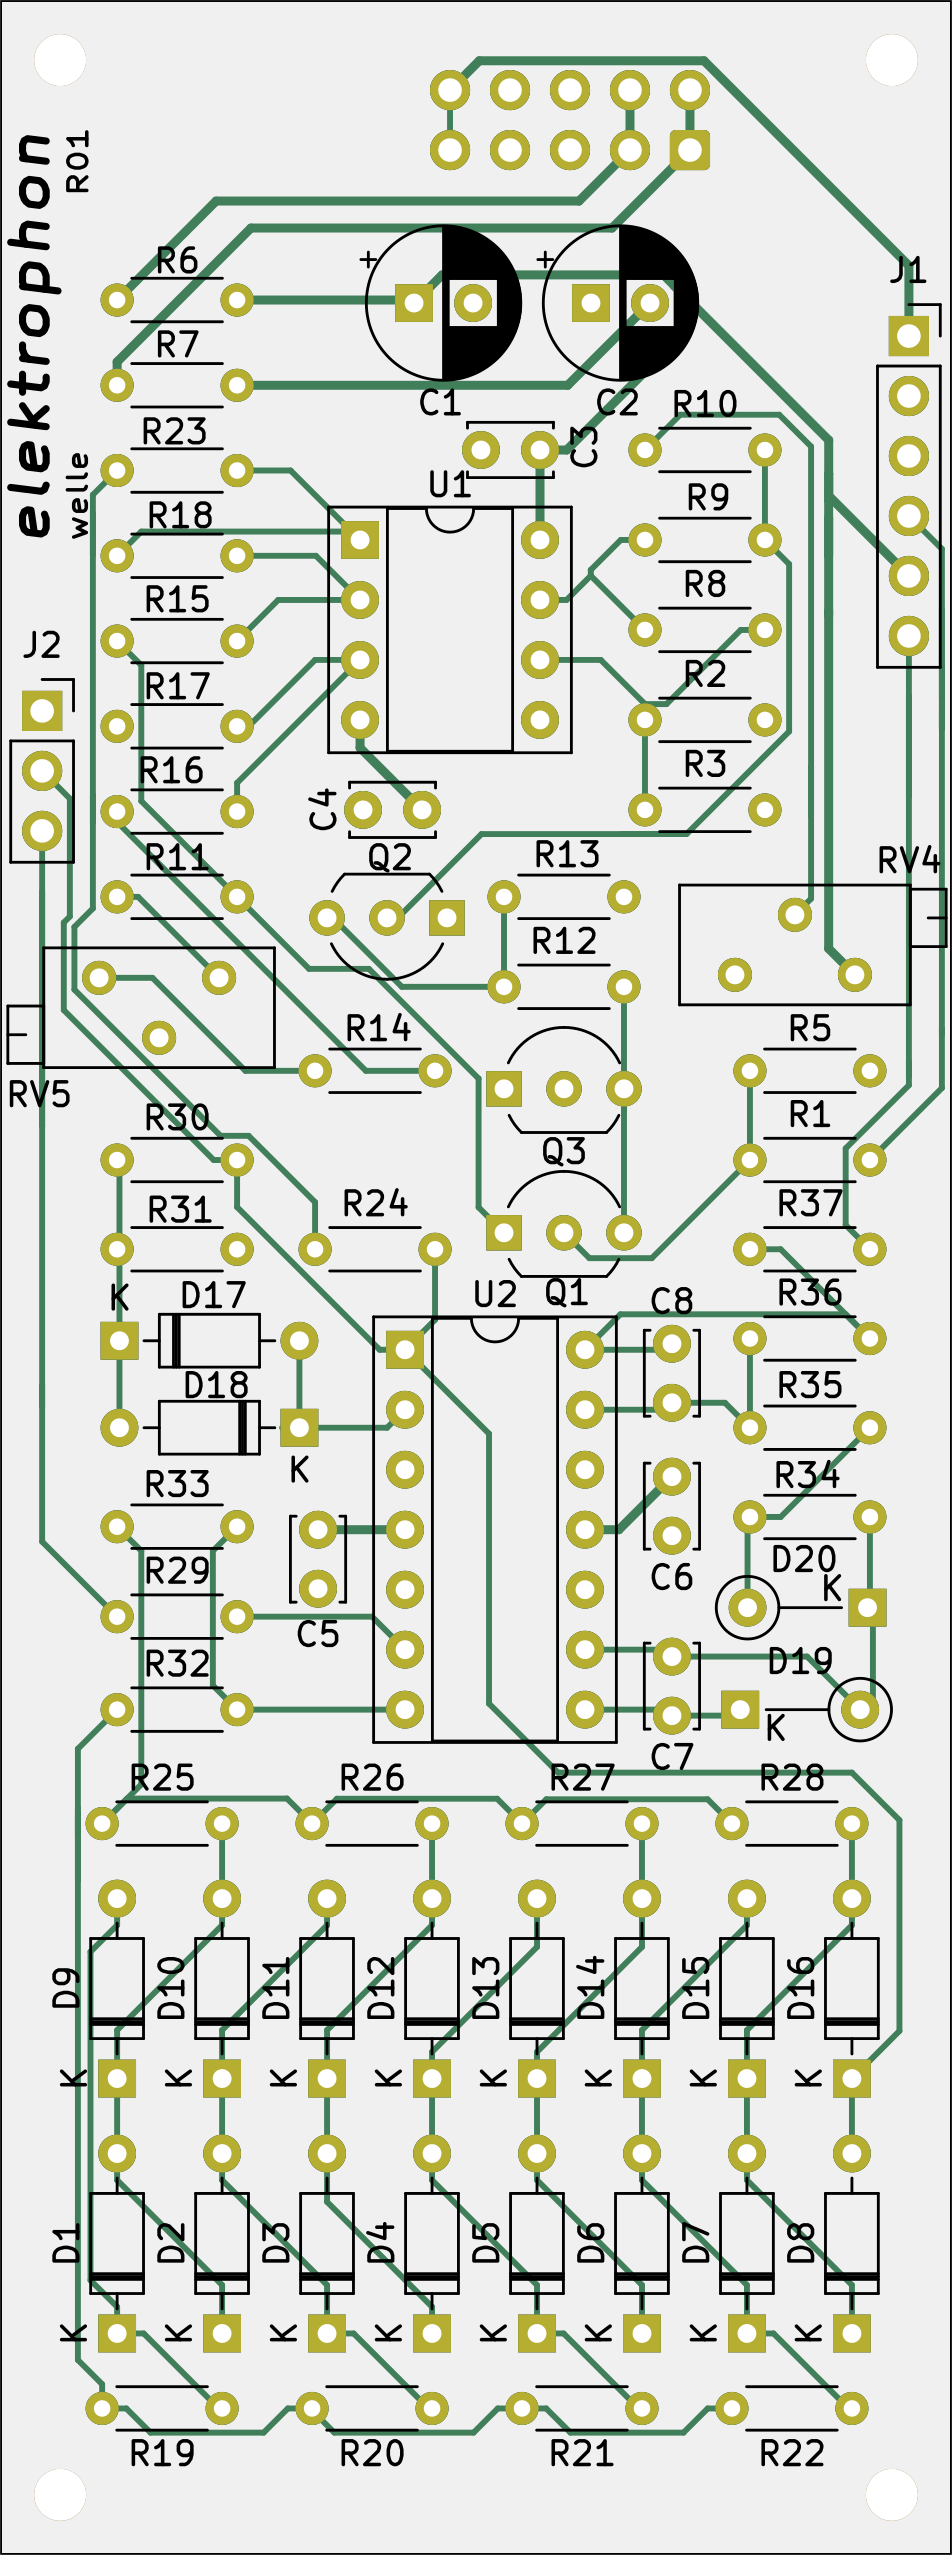 elektrophon
welle
R01
J1
R6
+
+
R7
C1
C2
R10
R23
C3
U1
R9
R18
R8
R15
J2
R2
R17
R3
R16
C4
R13
Q2
R11
RV4
R12
R14
R5
RV5
R30
R1
Q3
R31
R24
R37
K
D17
U2
Q1
C8
R36
D18
R35
K
R33
R34
D20
R29
C6
K
C5
R32
D19
K
C7
R25
R26
R27
R28
D9
D10
D11
D12
D13
D14
D15
D16
K
K
K
K
K
K
K
K
D1
D2
D3
D4
D5
D6
D7
D8
K
K
K
K
K
K
K
K
R19
R20
R21
R22